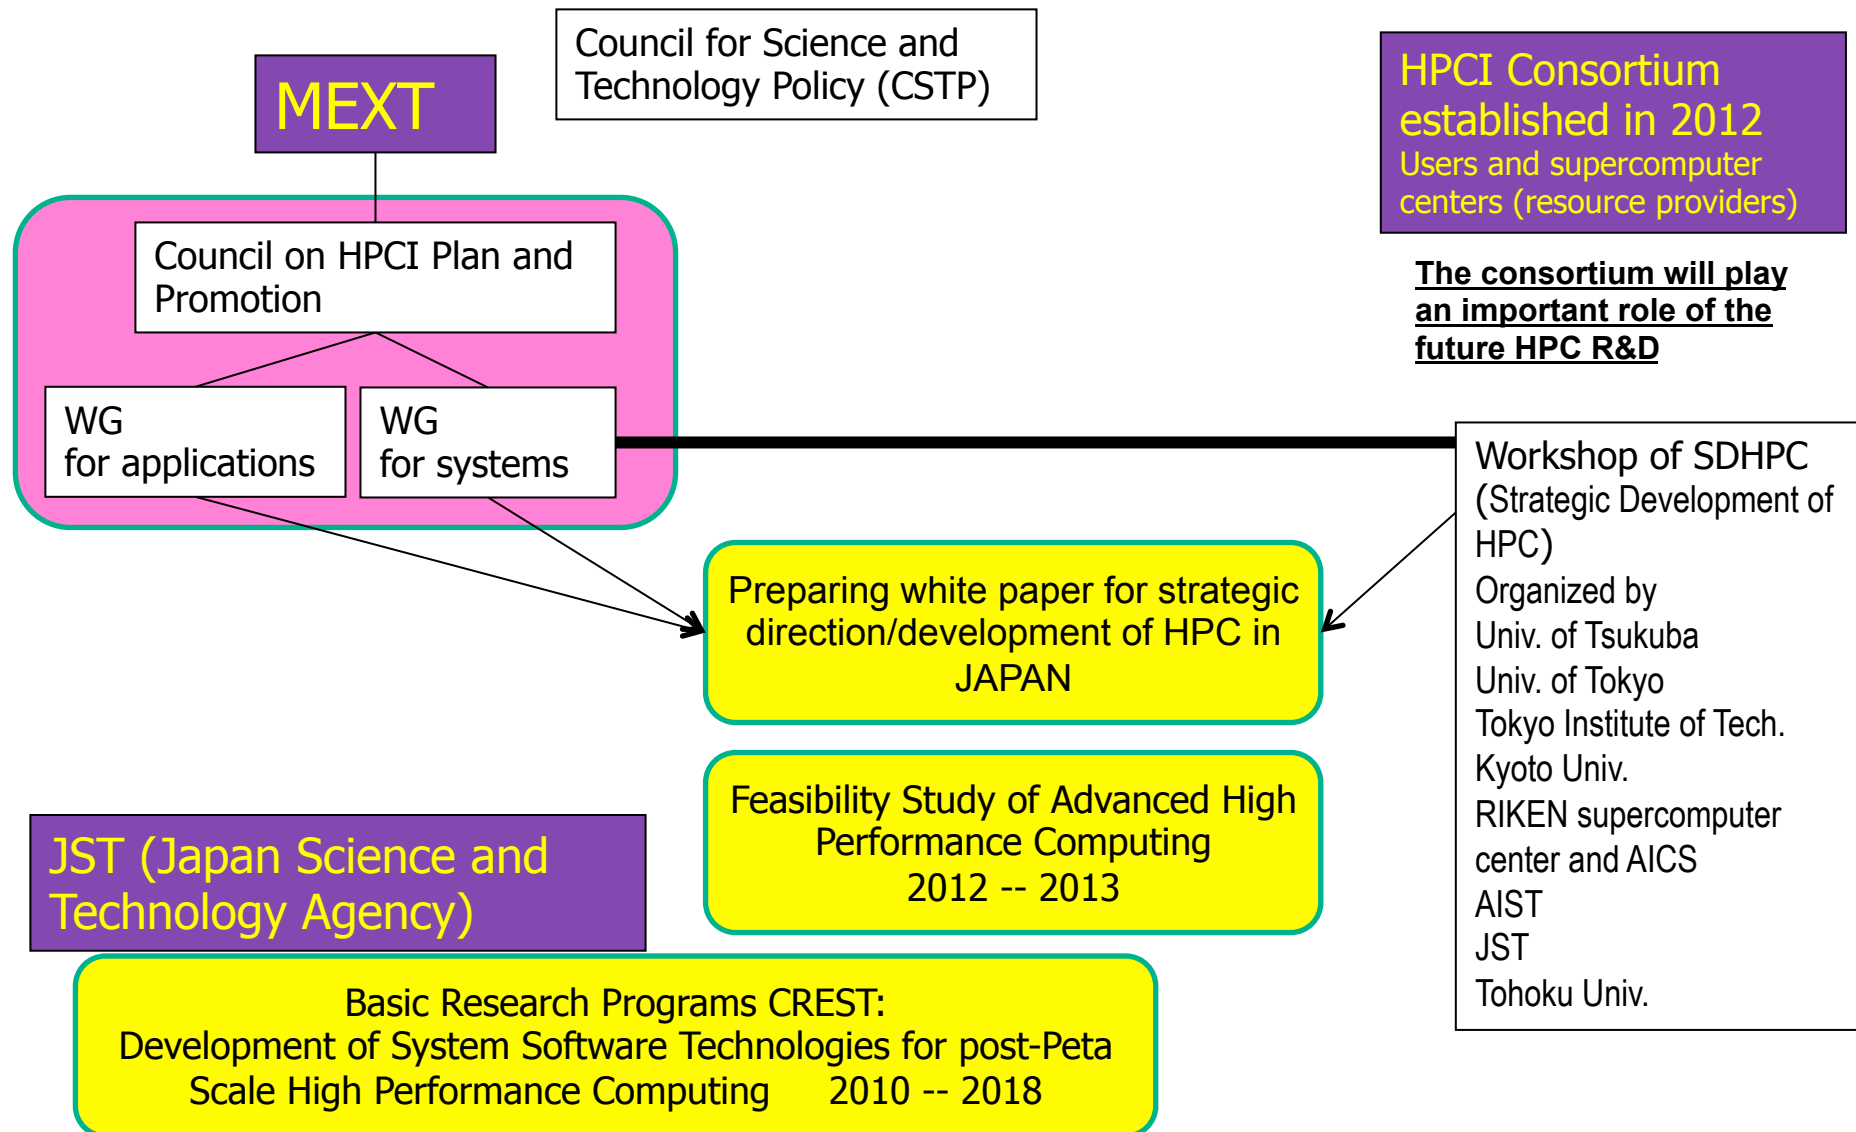 Council for Science and
Technology Policy (CSTP)
MEXT
HPCI Consortium
established in 2012
Users and supercomputer
centers (resource providers)
The consortium will play
an important role of the
future HPC R&D
Council on HPCI Plan and
Promotion
WG
for applications
WG
for systems
Workshop of SDHPC
(Strategic Development of
HPC)
Organized by
Univ. of Tsukuba
Univ. of Tokyo
Tokyo Institute of Tech.
Kyoto Univ.
RIKEN supercomputer
center and AICS
AIST
JST
Tohoku Univ.
Preparing white paper for strategic
direction/development of HPC in
JAPAN
Feasibility Study of Advanced High
Performance Computing
2012 -- 2013
JST (Japan Science and
Technology Agency)
Basic Research Programs CREST:
Development of System Software Technologies for post-Peta
Scale High Performance Computing 2010 -- 2018